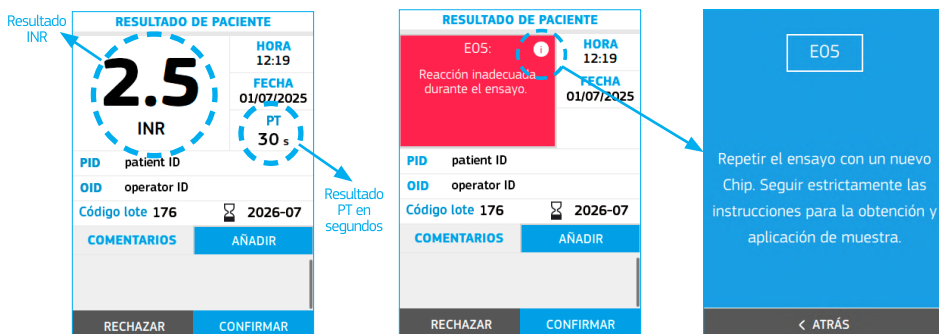 Resultado
INR
RESULTADO DE PACIENTE
2.5
INR
HORA
12:19
FECHA
01/07/2025
PT
30 s
PID patient ID
OID operator ID
Código lote 176 2026-07
COMENTARIOS AÑADIR
RECHAZAR CONFIRMAR
Resultado
PT en
segundos
RESULTADO DE PACIENTE
E05:
i
Reacción inadecuada
durante el ensayo.
HORA
12:19
FECHA
01/07/2025
PID patient ID
OID operator ID
Código lote 176 2026-07
COMENTARIOS AÑADIR
RECHAZAR CONFIRMAR
E05
Repetir el ensayo con un nuevo
Chip. Seguir estrictamente las
instrucciones para la obtención y
aplicación de muestra.
< ATRÁS